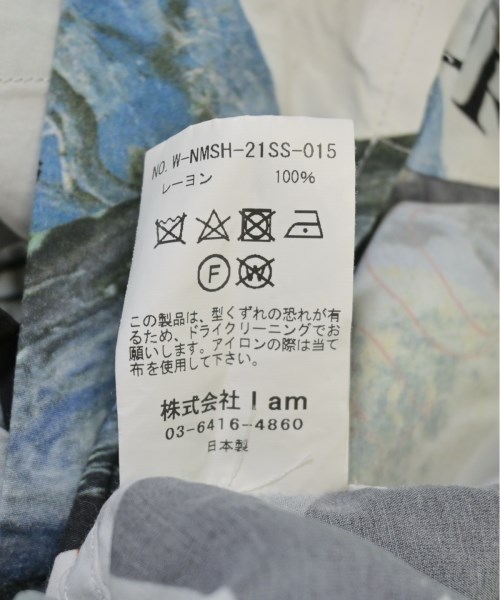 NO. W-NMSH-21SS-015
レーヨン 100%
F W
この製品は、型くずれの恐れが有
るため、ドライクリーニングでお
願いします。アイロンの際は当て
布を使用して下さい。
株式会社 I am
03-6416-4860
日本製